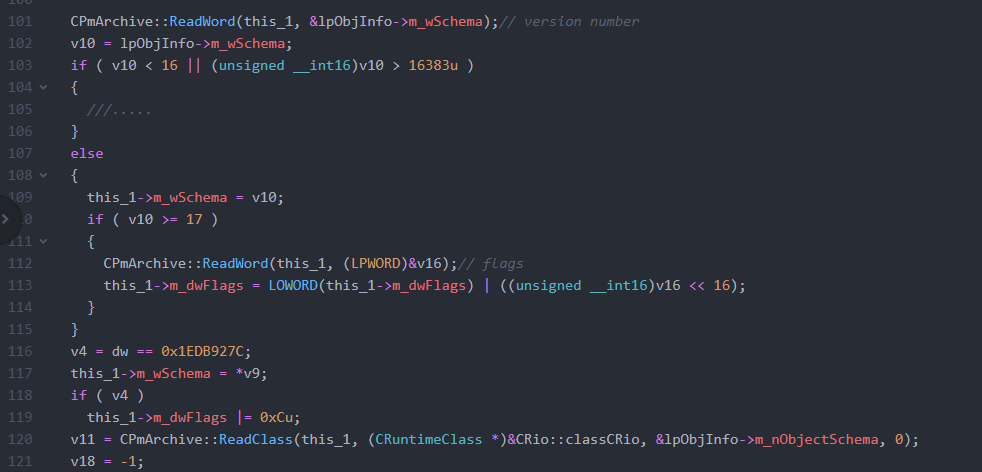 101 CPmArchive::ReadWord(this_1, &lpObjInfo->m_wSchema);// version number
102 v10 = lpObjInfo->m_wSchema;
103 if ( v10 < 16 || (unsigned __int16)v10 > 16383u )
104 {
105 ///.....
106 }
107 else
108 {
109 this_1->m_wSchema = v10;
0 if ( v10 >= 17 )
111 {
112 CPmArchive::ReadWord(this_1, (LPWORD)&v16);// flags
113 this_1->m_dwFlags = LOWORD(this_1->m_dwFlags) | ((unsigned __int16)v16 << 16);
114 }
115 }
116 v4 = dw == 0x1EDB927C;
117 this_1->m_wSchema = *v9;
118 if ( v4 )
119 this_1->m_dwFlags |= 0xCu;
120 v11 = CPmArchive::ReadClass(this_1, (CRuntimeClass *)&CRio::classCRio, &lpObjInfo->m_nObjectSchema, 0);
121 v18 = -1;